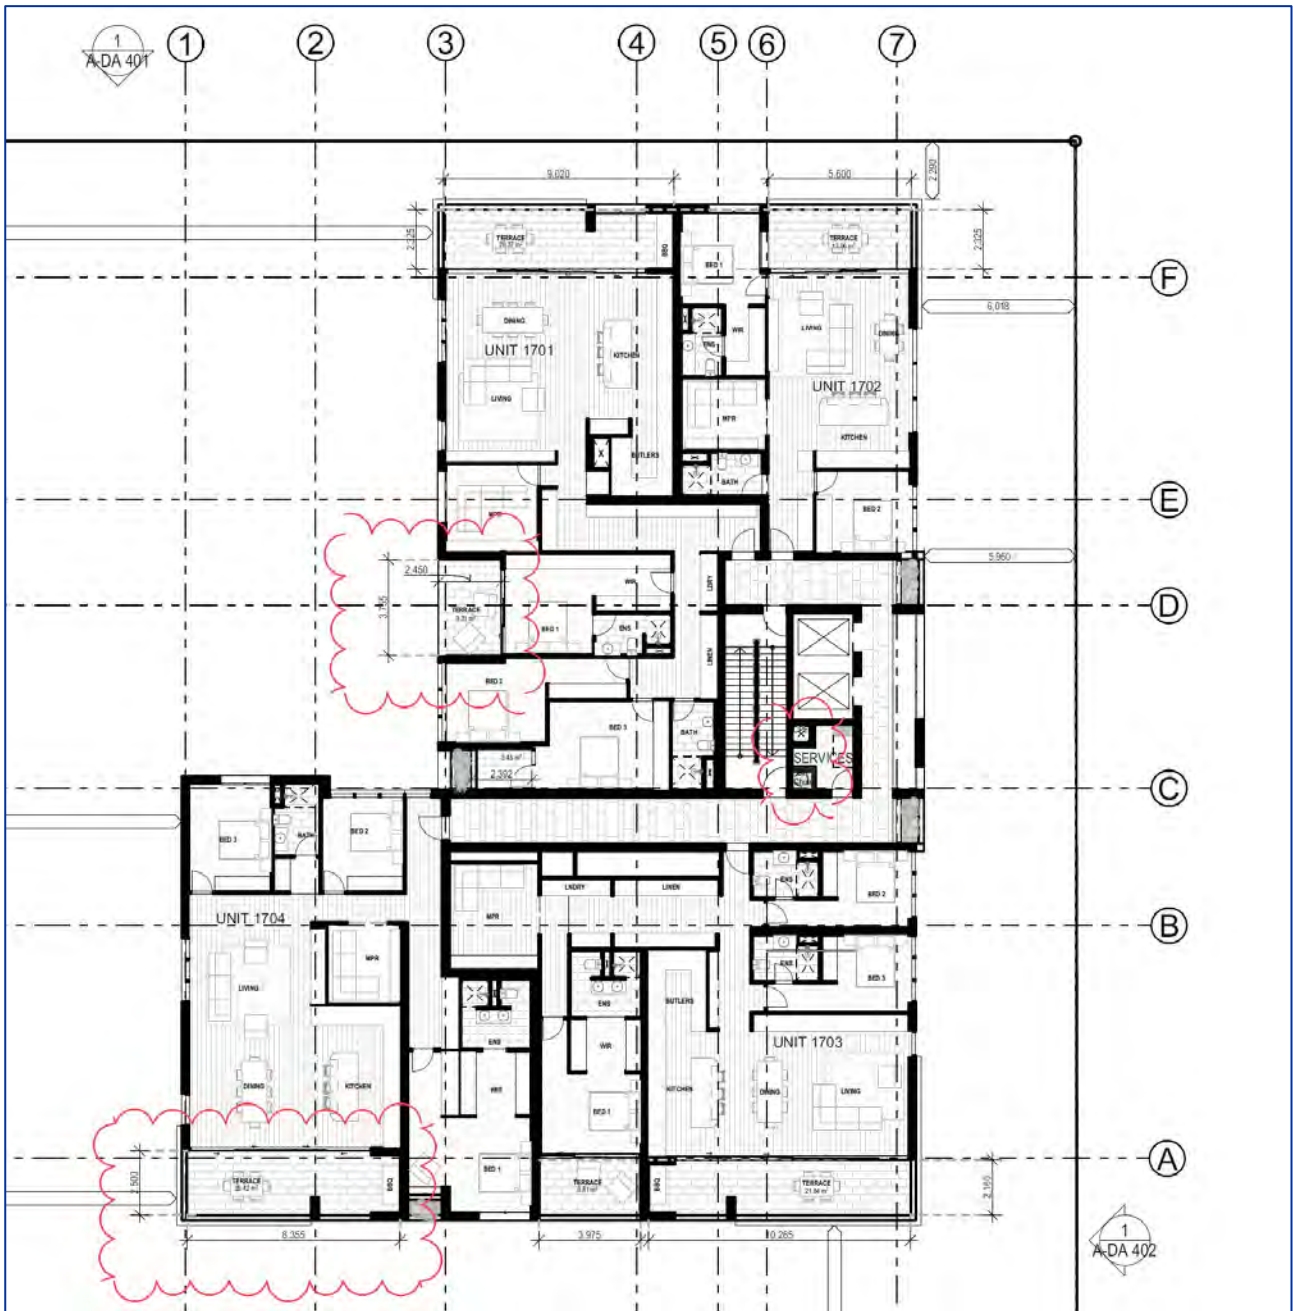 1
A-DA 401
1
2
3
4
5
6
7
9.020
5.600
2.290
2.325
TERRACE
BBQ
BED 1
TERRACE
2.325
F
6.018
DINING
LIVING
DINING
WIR
ENS
UNIT 1701
KITCHEN
UNIT 1702
LIVING
MPR
KITCHEN
BUTLERS
BATH
E
BED 2
5.960
2.450
WIR
LDRY
D
TERRACE
BED 1
ENS
LINEN
BED 2
BED 3
BATH
SERVICES
2.302
C
BED 3
BATH
BED 2
ENS
BED 2
LNDRY
LINEN
MPR
UNIT 1704
B
MPR
ENS
BED 3
LIVING
BUTLERS
ENS
ENS
UNIT 1703
WIR
DINING
KITCHEN
KITCHEN
DINING
LIVING
BED 1
A
2.500
TERRACE
BBQ
BED 1
TERRACE
BBQ
TERRACE
2.165
8.355
3.975
10.265
1
A-DA 402